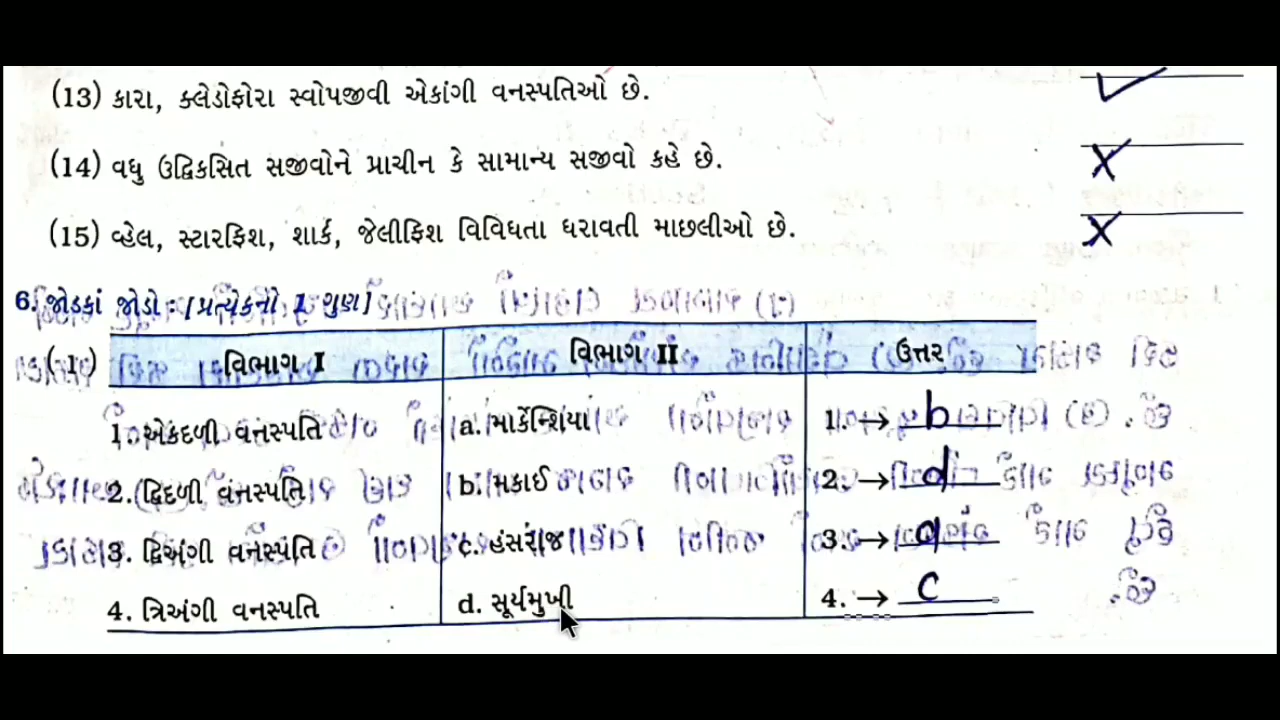 (13) કારા, ક્લેડોફોરા સ્વોપજીવી એકાંગી વનસ્પતિઓ છે. ✓
(14) વધુ ઉદ્વિકસિત સજીવોને પ્રાચીન કે સામાન્ય સજીવો કહે છે. X
(15) વ્હેલ, સ્ટારફિશ, શાર્ક, જેલીફિશ વિવિધતા ધરાવતી માછલીઓ છે. X
6. જોડકાં જોડો : [પ્રત્યેકનો 1 ગુણ]
(1) વિભાગ I વિભાગ II ઉત્તર
1. એકદળી વનસ્પતિ a. માર્કેન્શિયા 1. → b
2. દ્વિદળી વનસ્પતિ b. મકાઈ 2. → d
3. દ્વિઅંગી વનસ્પતિ c. હંસરાજ 3. → a
4. ત્રિઅંગી વનસ્પતિ d. સૂર્યમુખી 4. → c